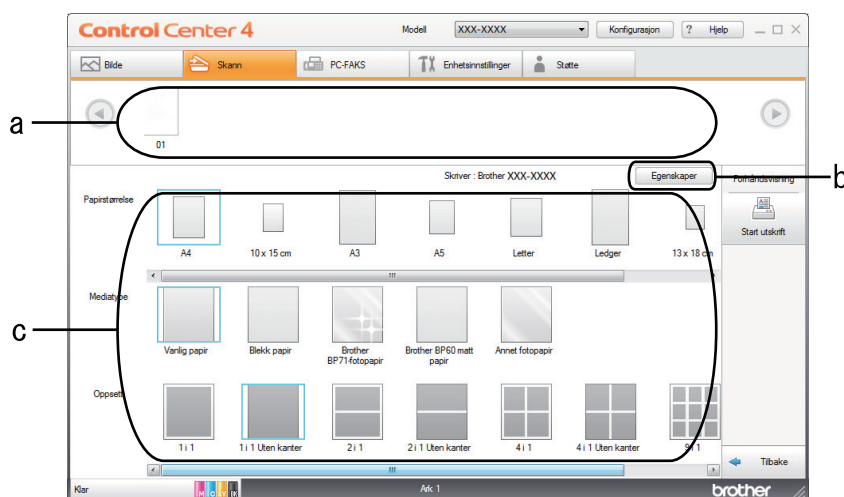 Control Center 4 Modell XXX-XXXX Konfigurasjon ? Hjelp
Bilde Skann PC-FAKS Enhetsinnstillinger Støtte
a
01
Skriver : Brother XXX-XXXX Egenskaper Forhåndsvisning
b
Papirstørrelse
Start utskrift
A4 10 x 15 cm A3 A5 Letter Ledger 13 x 18 cm
Mediatype
c
Vanlig papir Blekk papir Brother BP71-fotopapir Brother BP60 matt papir Annet fotopapir
Oppsett
1 i 1 1 i 1 Uten kanter 2 i 1 2 i 1 Uten kanter 4 i 1 4 i 1 Uten kanter 9 i 1
Tilbake
Klar M C Y BK Ark 1 brother